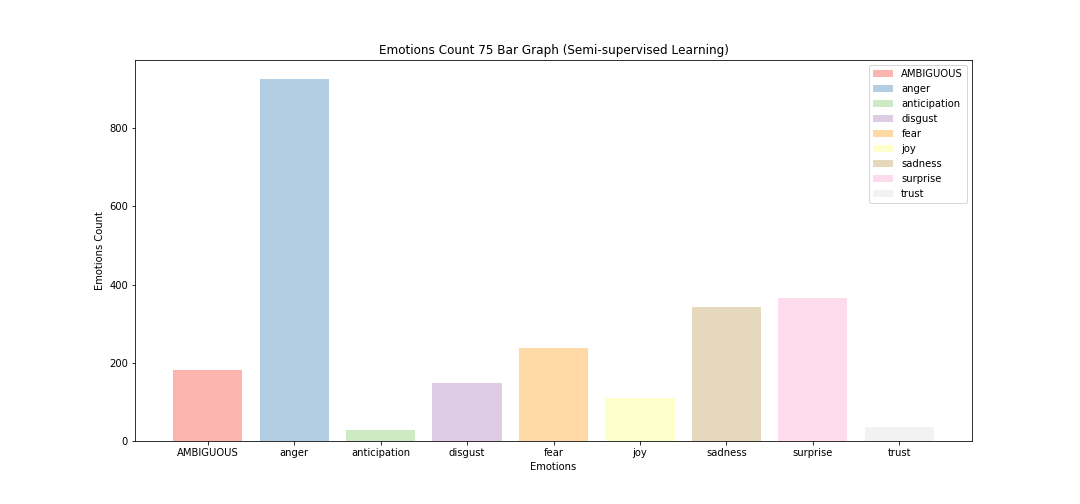 Emotions Count 75 Bar Graph (Semi-supervised Learning)
AMBIGUOUS
anger
anticipation
disgust
fear
joy
sadness
surprise
trust
800
600
400
200
0
Emotions Count
AMBIGUOUS anger anticipation disgust fear joy sadness surprise trust
Emotions